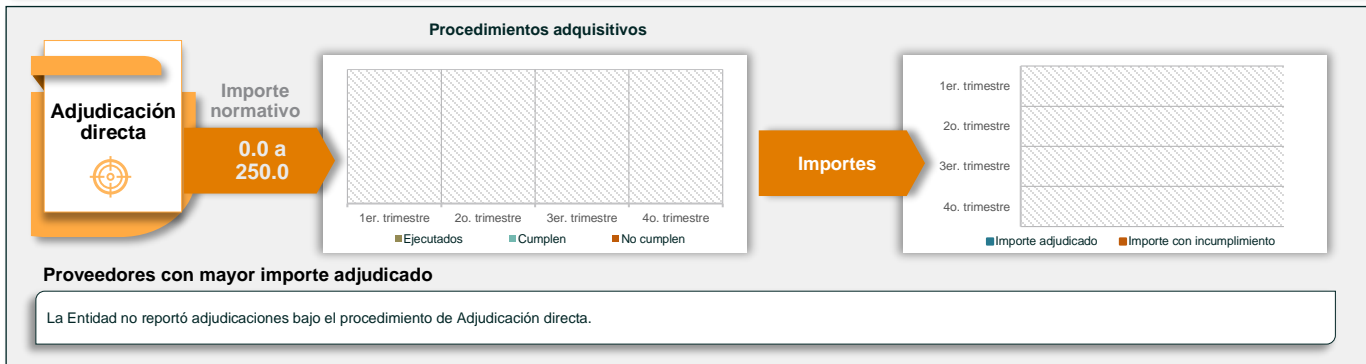 Procedimientos adquisitivos
Adjudicación
directa
Importe
normativo
0.0 a
250.0
1er. trimestre 2o. trimestre 3er. trimestre 4o. trimestre
Ejecutados Cumplen No cumplen
Importes
1er. trimestre
2o. trimestre
3er. trimestre
4o. trimestre
Importe adjudicado Importe con incumplimiento
Proveedores con mayor importe adjudicado
La Entidad no reportó adjudicaciones bajo el procedimiento de Adjudicación directa.